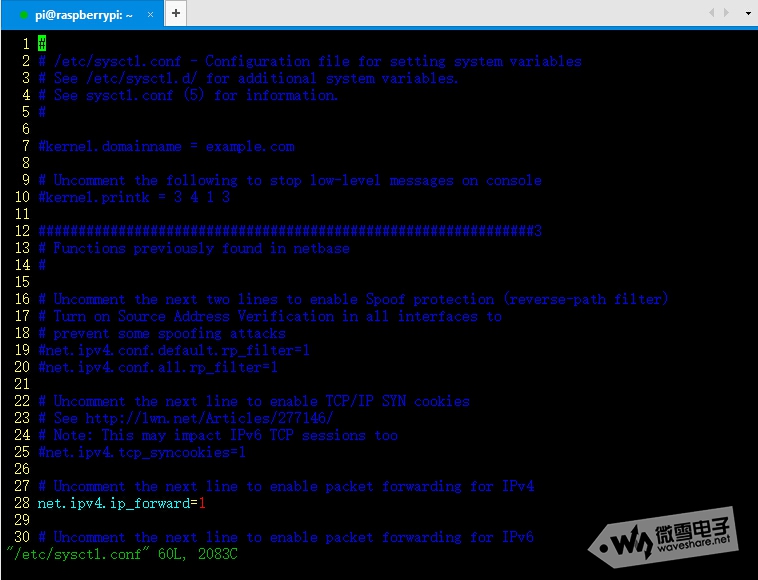 pi@raspberrypi: ~ × +
1 #
2 # /etc/sysctl.conf - Configuration file for setting system variables
3 # See /etc/sysctl.d/ for additional system variables.
4 # See sysctl.conf (5) for information.
5 #
6
7 #kernel.domainname = example.com
8
9 # Uncomment the following to stop low-level messages on console
10 #kernel.printk = 3 4 1 3
11
12 ##############################################################3
13 # Functions previously found in netbase
14 #
15
16 # Uncomment the next two lines to enable Spoof protection (reverse-path filter)
17 # Turn on Source Address Verification in all interfaces to
18 # prevent some spoofing attacks
19 #net.ipv4.conf.default.rp_filter=1
20 #net.ipv4.conf.all.rp_filter=1
21
22 # Uncomment the next line to enable TCP/IP SYN cookies
23 # See http://lwn.net/Articles/277146/
24 # Note: This may impact IPv6 TCP sessions too
25 #net.ipv4.tcp_syncookies=1
26
27 # Uncomment the next line to enable packet forwarding for IPv4
28 net.ipv4.ip_forward=1
29
30 # Uncomment the next line to enable packet forwarding for IPv6
"/etc/sysctl.conf" 60L, 2083C
微雪电子
waveshare.net